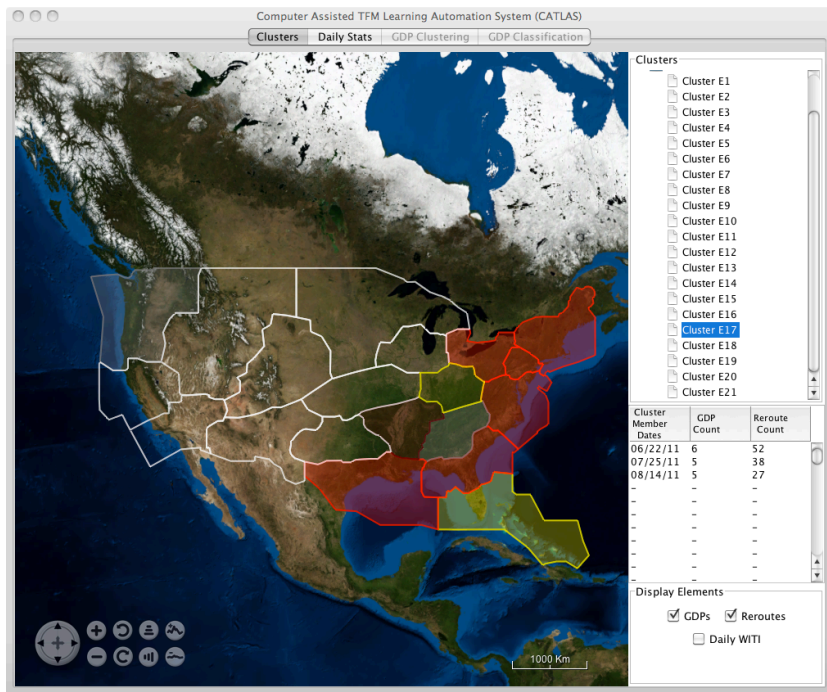 Computer Assisted TFM Learning Automation System (CATLAS)
Clusters Daily Stats GDP Clustering GDP Classification
Clusters
Cluster E1
Cluster E2
Cluster E3
Cluster E4
Cluster E5
Cluster E6
Cluster E7
Cluster E8
Cluster E9
Cluster E10
Cluster E11
Cluster E12
Cluster E13
Cluster E14
Cluster E15
Cluster E16
Cluster E17
Cluster E18
Cluster E19
Cluster E20
Cluster E21
Cluster Member Dates GDP Count Reroute Count
06/22/11 6 52
07/25/11 5 38
08/14/11 5 27
– – –
– – –
– – –
– – –
– – –
– – –
– – –
– – –
Display Elements
GDPs Reroutes
Daily WITI
1000 Km